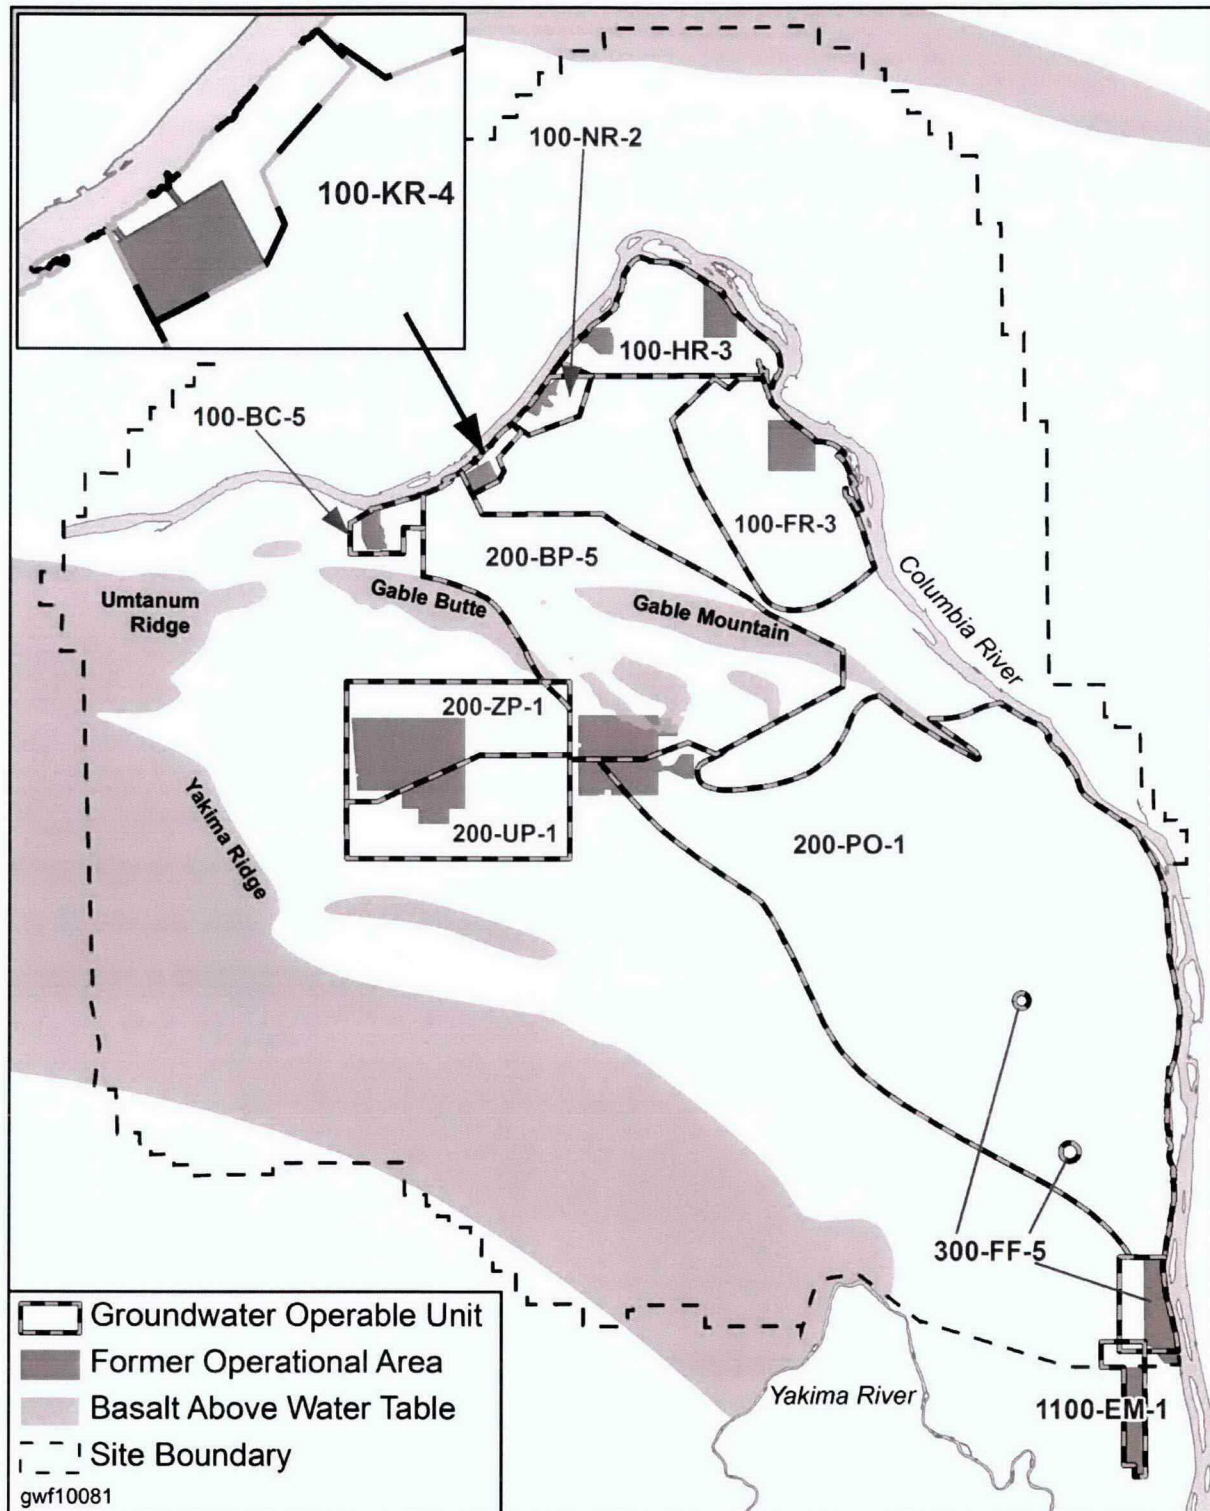 100-KR-4
100-NR-2
100-HR-3
100-BC-5
100-FR-3
200-BP-5
Columbia River
Umtanum
Ridge
Gable Butte
Gable Mountain
200-ZP-1
Yakima Ridge
200-UP-1
200-PO-1
300-FF-5
Groundwater Operable Unit
Former Operational Area
Basalt Above Water Table
Site Boundary
Yakima River
1100-EM-1
gwf10081